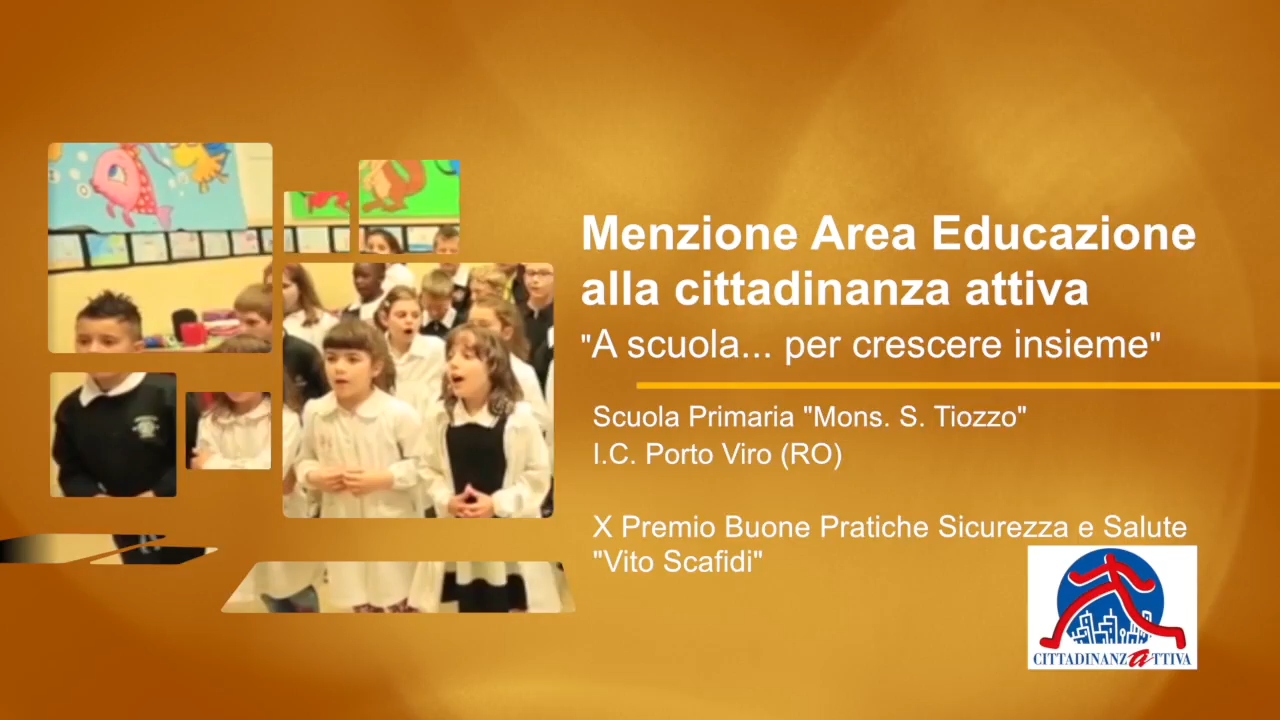 Menzione Area Educazione
alla cittadinanza attiva
"A scuola... per crescere insieme"
Scuola Primaria "Mons. S. Tiozzo"
I.C. Porto Viro (RO)
X Premio Buone Pratiche Sicurezza e Salute
"Vito Scafidi"
CITTADINANZATTIVA